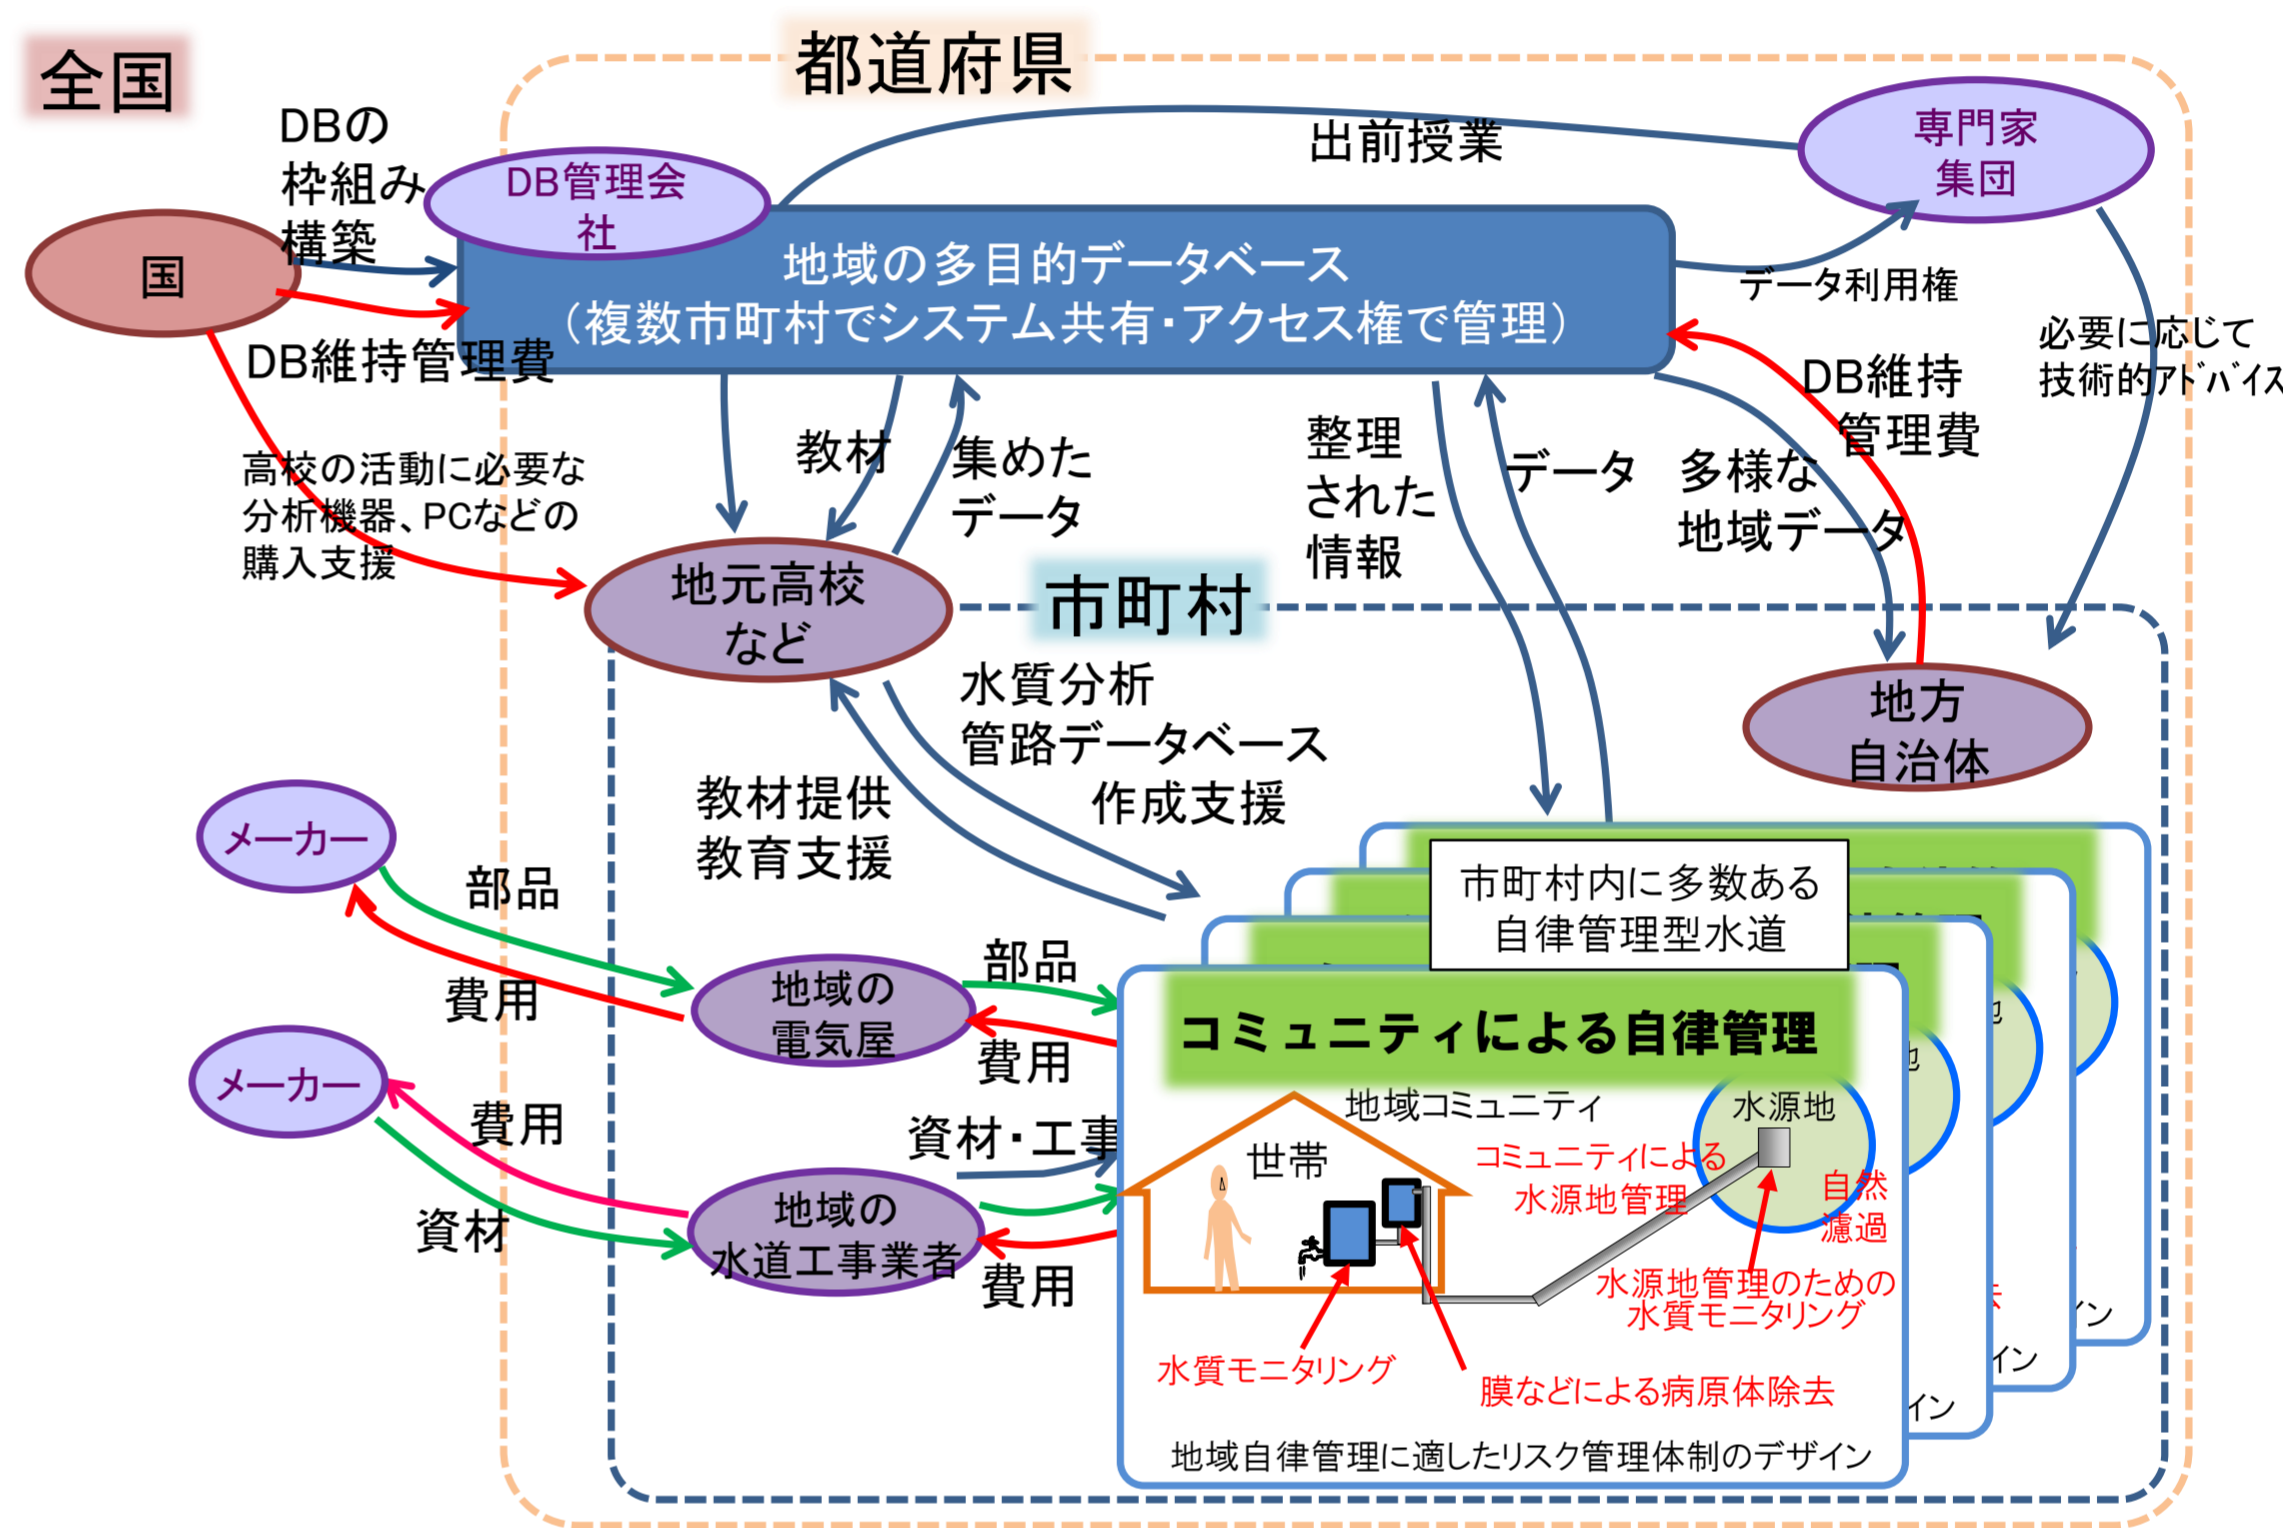 全国
都道府県
DBの
枠組み
構築
DB管理会
社
出前授業
専門家
集団
国
地域の多目的データベース
（複数市町村でシステム共有・アクセス権で管理）
データ利用権
DB維持管理費
必要に応じて
技術的ｱﾄﾞﾊﾞｲｽ
DB維持
管理費
高校の活動に必要な
分析機器、PCなどの
購入支援
教材
集めた
データ
整理
された
情報
データ
多様な
地域データ
地元高校
など
市町村
水質分析
管路データベース
作成支援
地方
自治体
教材提供
教育支援
メーカー
部品
費用
地域の
電気屋
部品
費用
市町村内に多数ある
自律管理型水道
コミュニティによる自律管理
メーカー
費用
資材
資材・工事
地域の
水道工事業者
費用
地域コミュニティ
水源地
世帯
コミュニティによる
水源地管理
自然
濾過
水源地管理のための
水質モニタリング
水質モニタリング
膜などによる病原体除去
地域自律管理に適したリスク管理体制のデザイン
イン
イン
イン